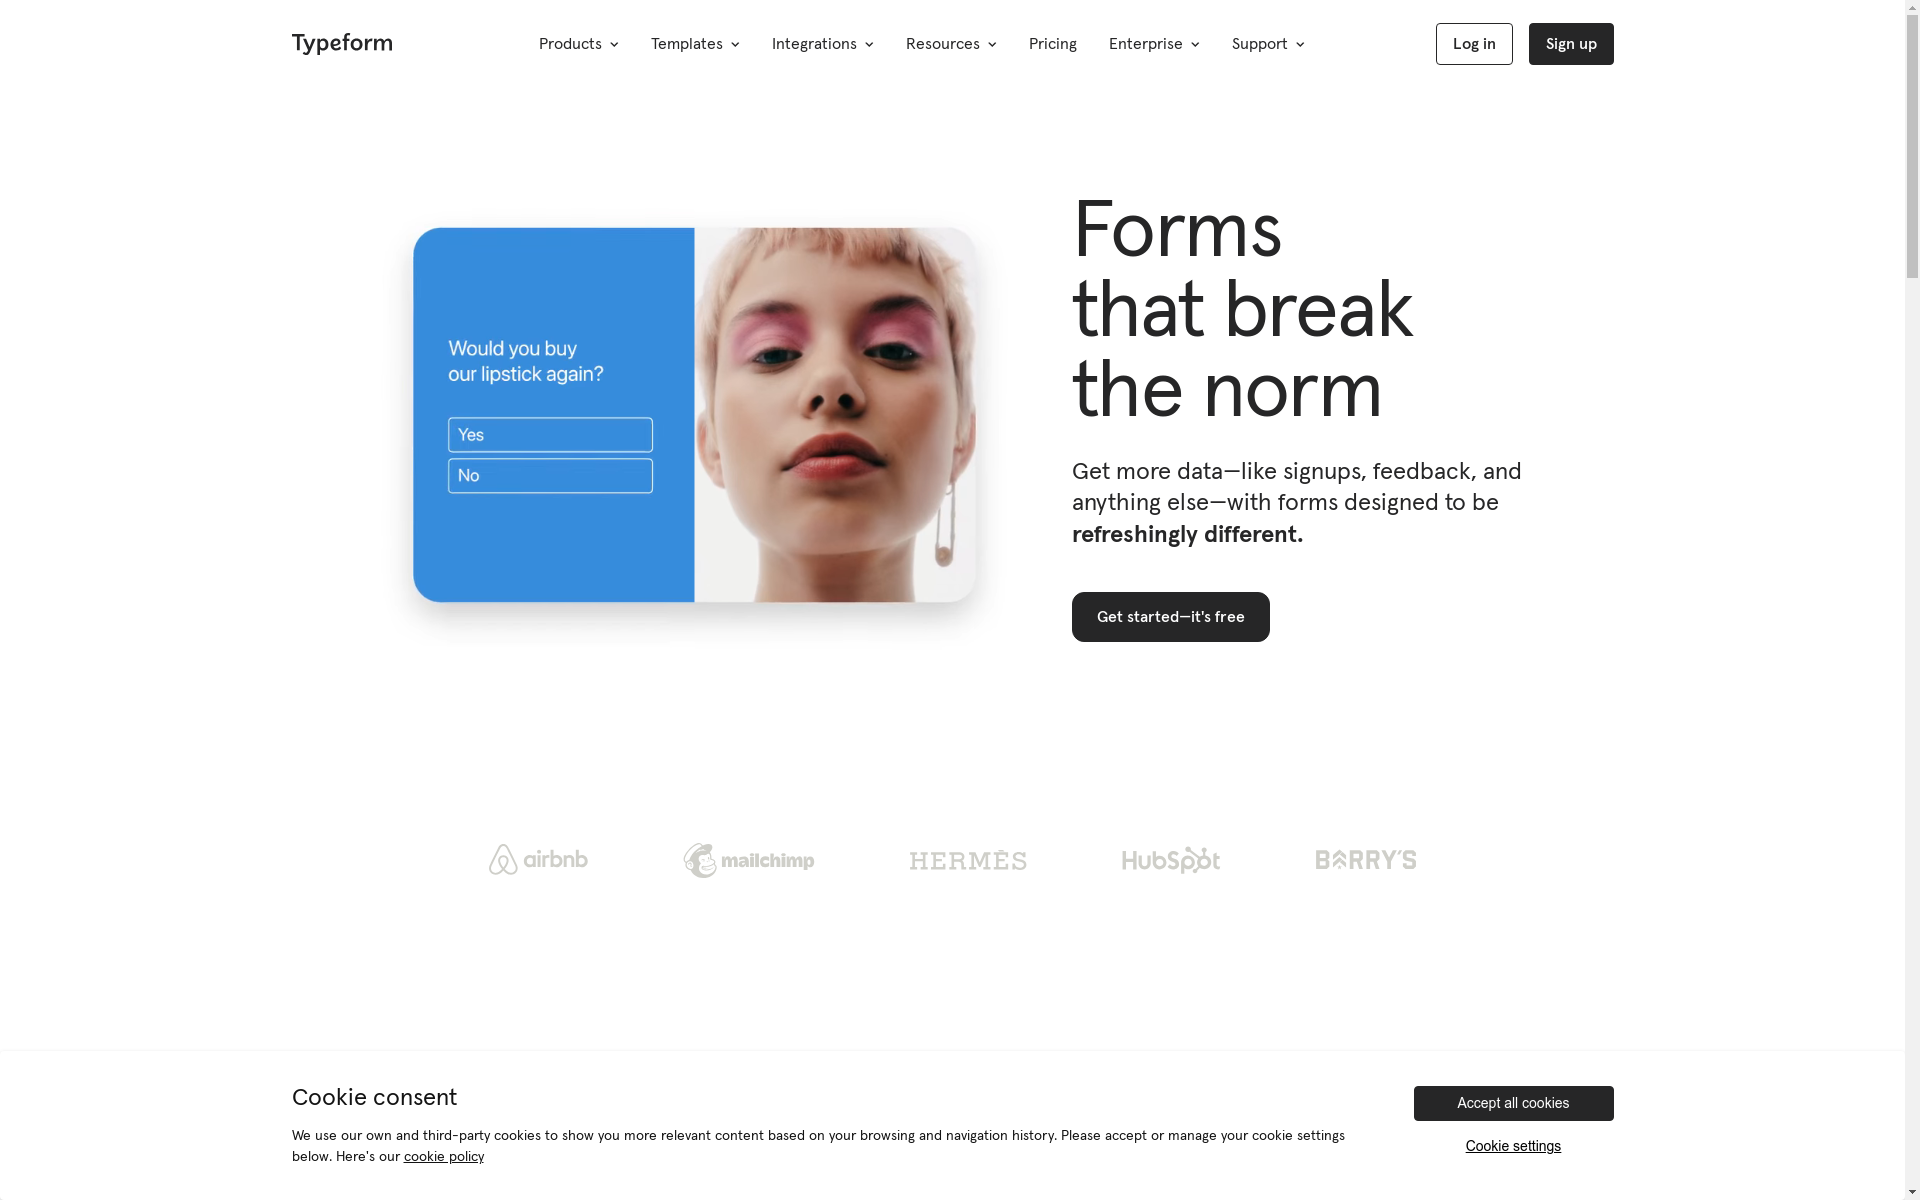 Typeform
Products
Templates
Integrations
Resources
Pricing
Enterprise
Support
Log in
Sign up
Would you buy
our lipstick again?
Yes
No
Forms
that break
the norm
Get more data—like signups, feedback, and
anything else—with forms designed to be
refreshingly different.
Get started—it's free
airbnb
mailchimp
HERMÈS
HubSpot
BARRY'S
Cookie consent
We use our own and third-party cookies to show you more relevant content based on your browsing and navigation history. Please accept or manage your cookie settings
below. Here's our cookie policy
Accept all cookies
Cookie settings